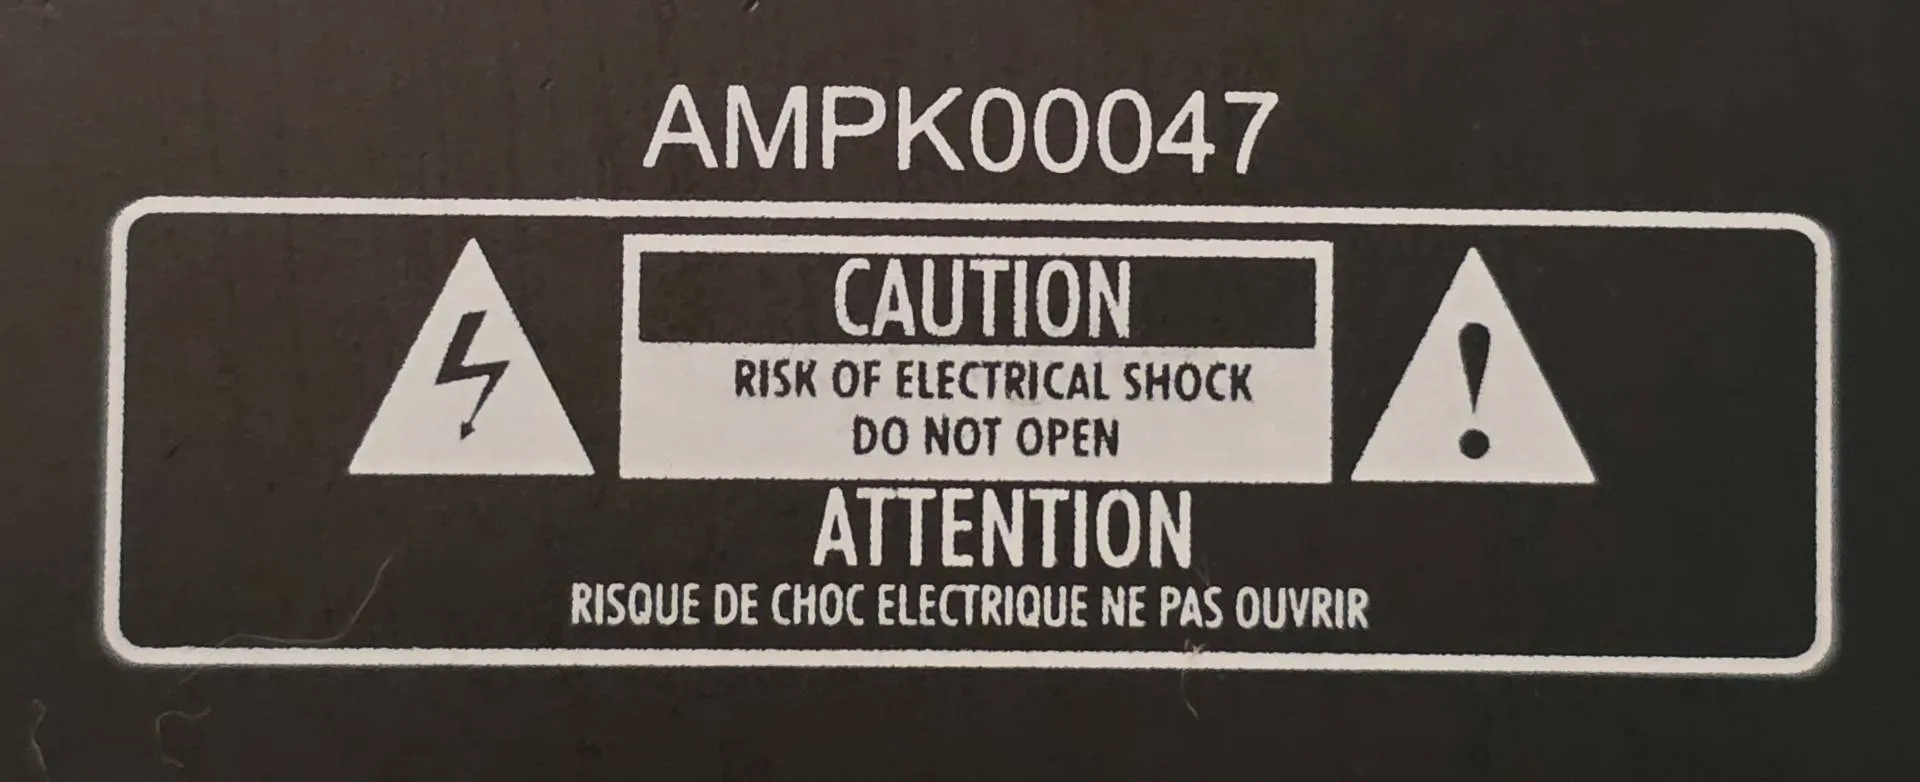 AMPK00047
CAUTION
RISK OF ELECTRICAL SHOCK
DO NOT OPEN
ATTENTION
RISQUE DE CHOC ELECTRIQUE NE PAS OUVRIR